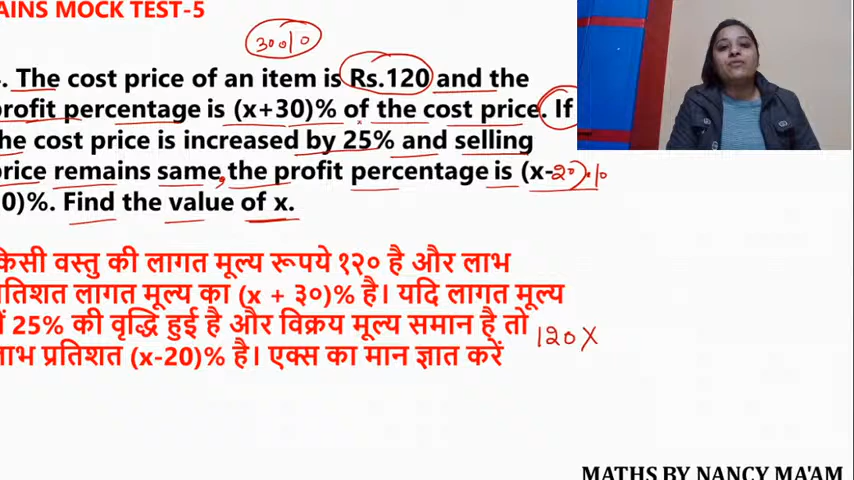 AINS MOCK TEST-5
30%
. The cost price of an item is Rs.120 and the
rofit percentage is (x+30)% of the cost price. If
he cost price is increased by 25% and selling
rice remains same, the profit percentage is (x-20)%
0)%. Find the value of x.
किसी वस्तु की लागत मूल्य रूपये १२० है और लाभ
तिशत लागत मूल्य का (x + ३०)% है। यदि लागत मूल्य
25% की वृद्धि हुई है और विक्रय मूल्य समान है तो
लाभ प्रतिशत (x-20)% है। एक्स का मान ज्ञात करें
120 X
MATHS BY NANCY MA'AM